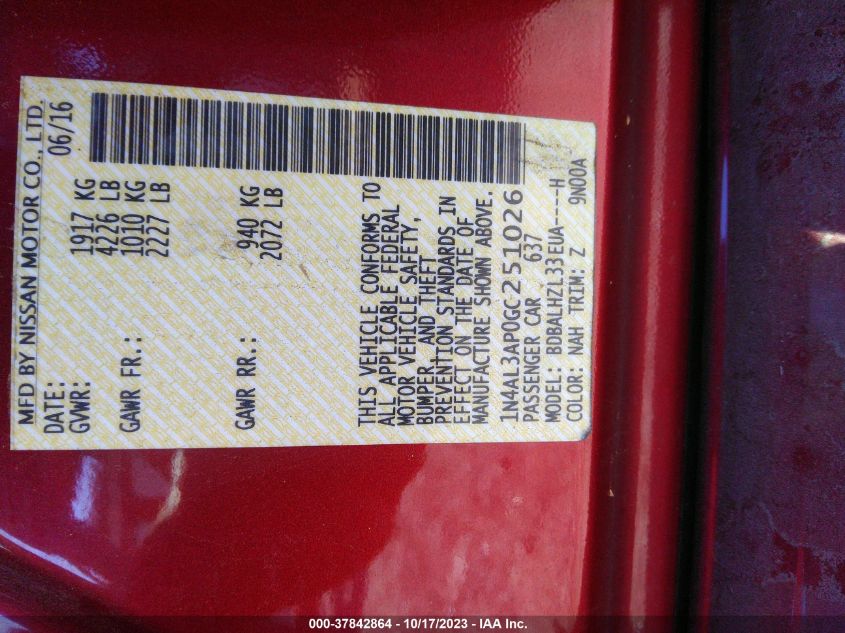 MFD BY NISSAN MOTOR CO., LTD.
DATE: 06/16
GVWR: 1917 KG
4226 LB
GAWR FR.: 1010 KG
2227 LB
GAWR RR.: 940 KG
2072 LB
THIS VEHICLE CONFORMS TO
ALL APPLICABLE FEDERAL
MOTOR VEHICLE SAFETY,
BUMPER, AND THEFT
PREVENTION STANDARDS IN
EFFECT ON THE DATE OF
MANUFACTURE SHOWN ABOVE.
1N4AL3AP0GC251026
PASSENGER CAR 637
MODEL: BDBALHZL33EUA----H
COLOR: NAH TRIM: Z 9N00A
000-37842864 - 10/17/2023 - IAA Inc.